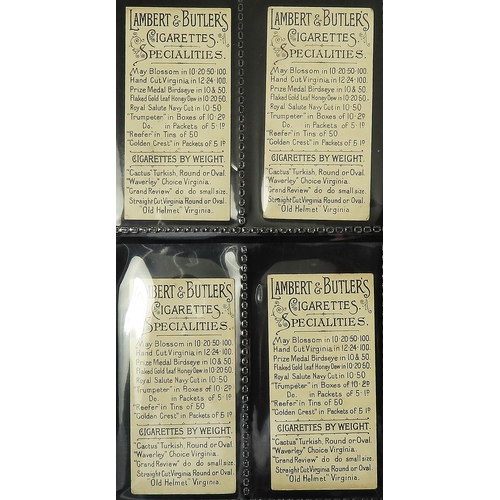 LAMBERT & BUTLER'S
CIGARETTES
SPECIALITIES.
May Blossom in 10·20·50·100.
Hand Cut Virginia in 12·24·100.
Prize Medal Birdseye in 10 & 50.
Flaked Gold Leaf Honey Dew in 10.20.50
Royal Salute Navy Cut in 10·50
"Trumpeter" in Boxes of 10·2ᴰ
Do. in Packets of 5·1ᴰ
"Reefer" in Tins of 50
"Golden Crest" in Packets of 5 1ᴰ
CIGARETTES BY WEIGHT.
"Cactus" Turkish, Round or Oval.
"Waverley" Choice Virginia.
"Grand Review" do do small size.
Straight Cut Virginia Round or Oval.
"Old Helmet" Virginia.
LAMBERT & BUTLER'S
CIGARETTES
SPECIALITIES.
May Blossom in 10·20·50·100.
Hand Cut Virginia in 12·24·100.
Prize Medal Birdseye in 10 & 50.
Flaked Gold Leaf Honey Dew in 10.20.50
Royal Salute Navy Cut in 10·50
"Trumpeter" in Boxes of 10·2ᴰ
Do. in Packets of 5·1ᴰ
"Reefer" in Tins of 50
"Golden Crest" in Packets of 5 1ᴰ
CIGARETTES BY WEIGHT.
"Cactus" Turkish, Round or Oval.
"Waverley" Choice Virginia.
"Grand Review" do do small size.
Straight Cut Virginia Round or Oval.
"Old Helmet" Virginia.
LAMBERT & BUTLER'S
CIGARETTES
SPECIALITIES.
May Blossom in 10·20·50·100.
Hand Cut Virginia in 12·24·100.
Prize Medal Birdseye in 10 & 50.
Flaked Gold Leaf Honey Dew in 10.20.50
Royal Salute Navy Cut in 10·50
"Trumpeter" in Boxes of 10·2ᴰ
Do. in Packets of 5·1ᴰ
"Reefer" in Tins of 50
"Golden Crest" in Packets of 5 1ᴰ
CIGARETTES BY WEIGHT.
"Cactus" Turkish, Round or Oval.
"Waverley" Choice Virginia.
"Grand Review" do do small size.
Straight Cut Virginia Round or Oval.
"Old Helmet" Virginia.
LAMBERT & BUTLER'S
CIGARETTES
SPECIALITIES.
May Blossom in 10·20·50·100.
Hand Cut Virginia in 12·24·100.
Prize Medal Birdseye in 10 & 50.
Flaked Gold Leaf Honey Dew in 10.20.50
Royal Salute Navy Cut in 10·50
"Trumpeter" in Boxes of 10·2ᴰ
Do. in Packets of 5·1ᴰ
"Reefer" in Tins of 50
"Golden Crest" in Packets of 5 1ᴰ
CIGARETTES BY WEIGHT.
"Cactus" Turkish, Round or Oval.
"Waverley" Choice Virginia.
"Grand Review" do do small size.
Straight Cut Virginia Round or Oval.
"Old Helmet" Virginia.